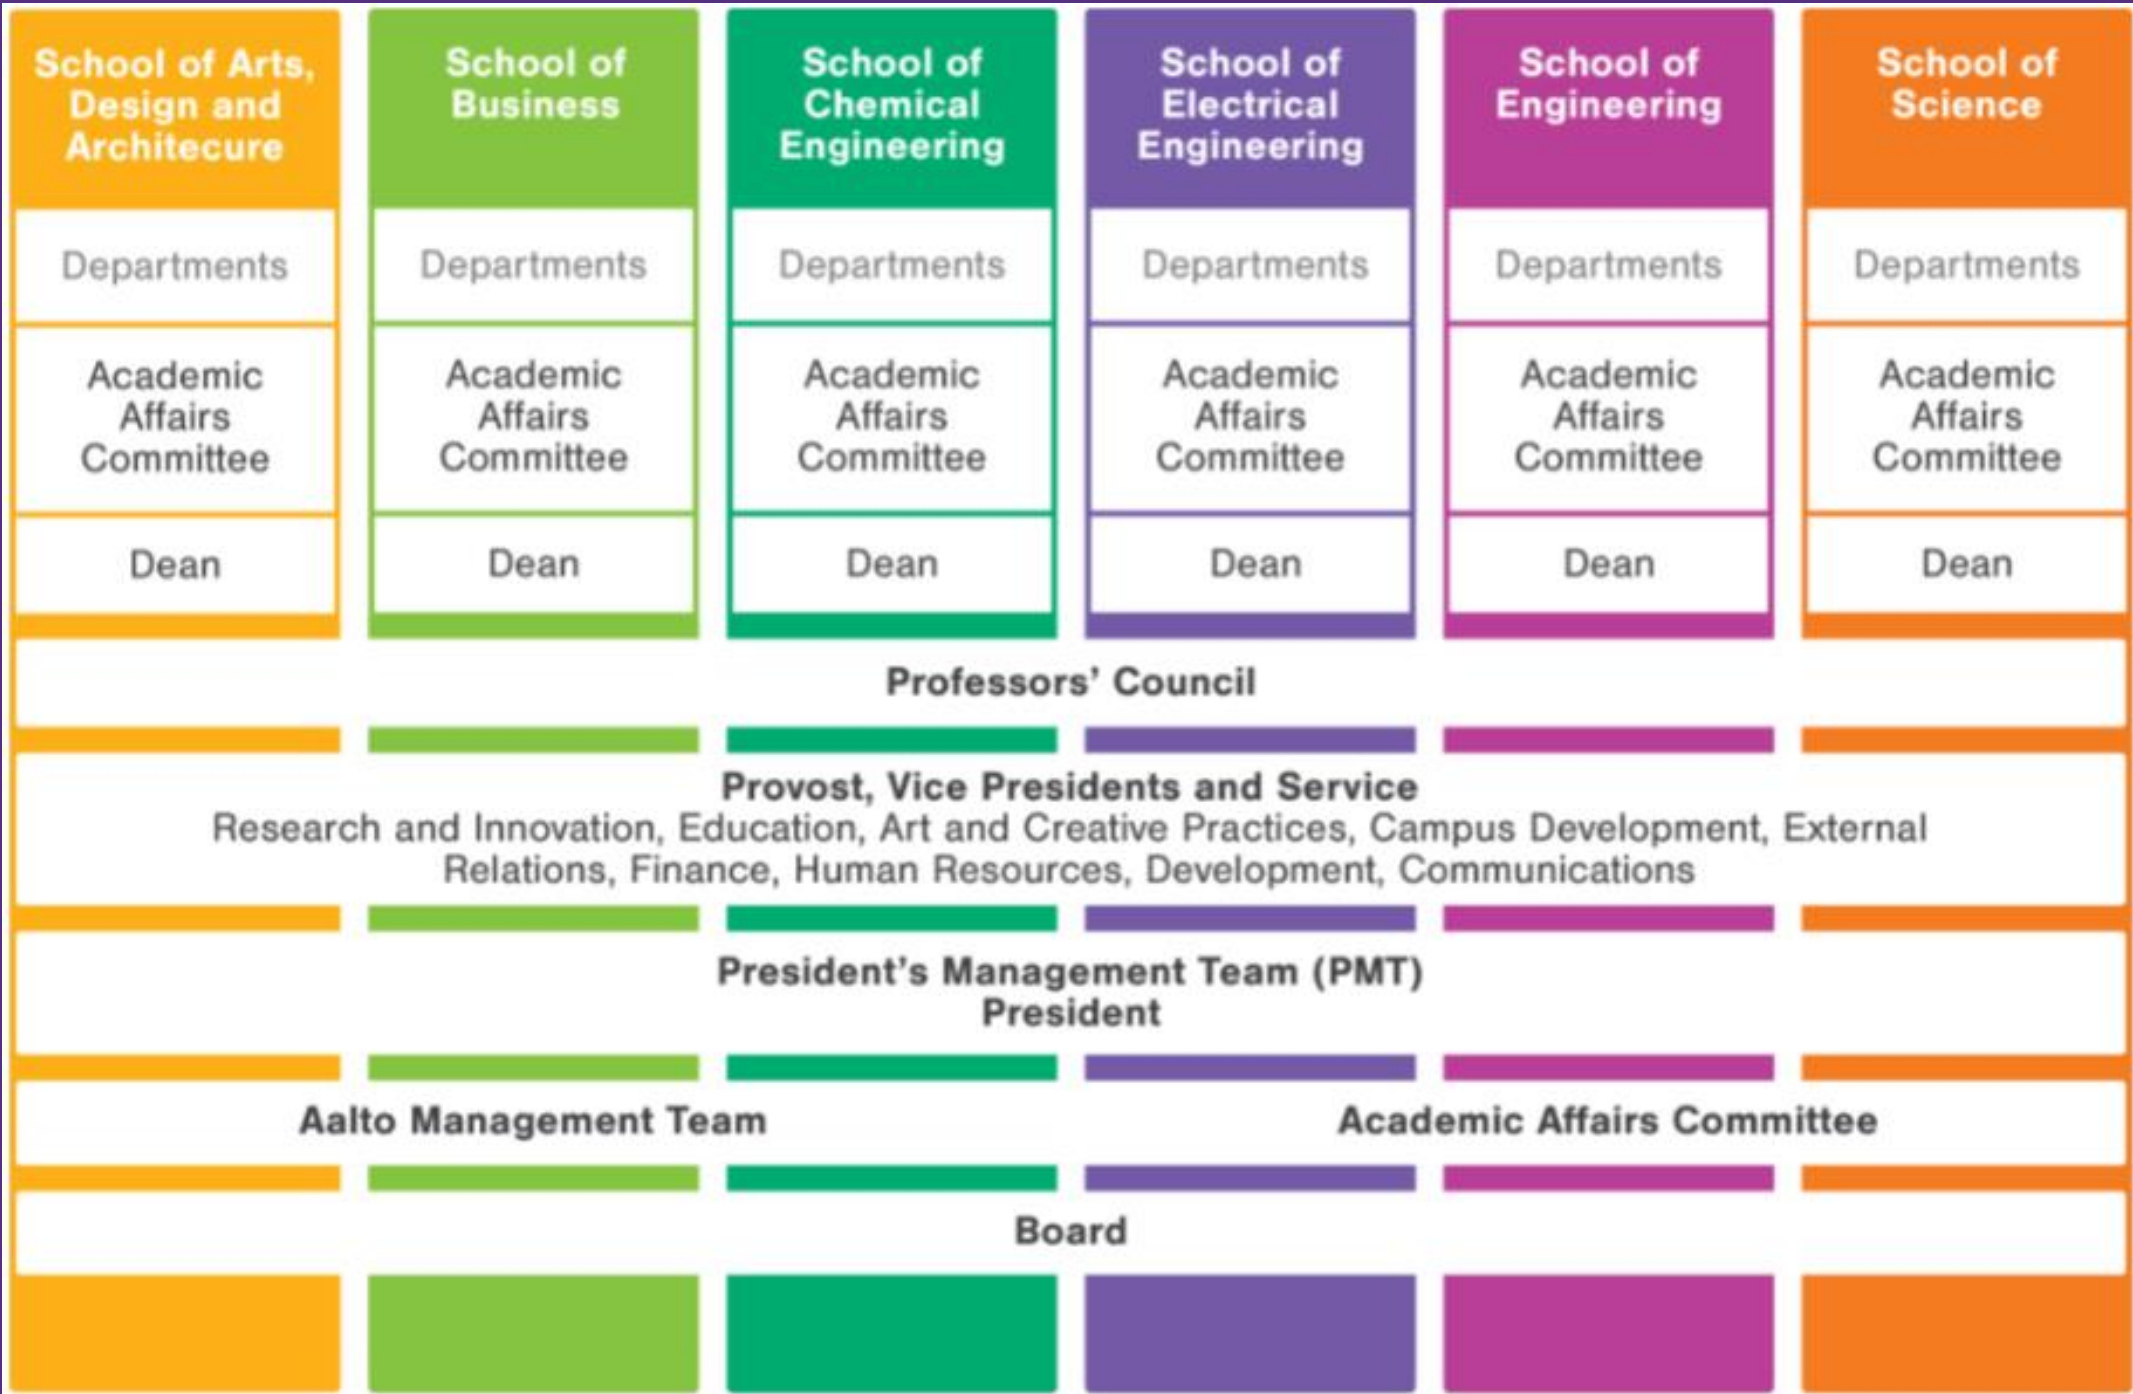 School of Arts,
Design and
Architecure
School of
Business
School of
Chemical
Engineering
School of
Electrical
Engineering
School of
Engineering
School of
Science
Departments
Departments
Departments
Departments
Departments
Departments
Academic
Affairs
Committee
Academic
Affairs
Committee
Academic
Affairs
Committee
Academic
Affairs
Committee
Academic
Affairs
Committee
Academic
Affairs
Committee
Dean
Dean
Dean
Dean
Dean
Dean
Professors’ Council
Provost, Vice Presidents and Service
Research and Innovation, Education, Art and Creative Practices, Campus Development, External
Relations, Finance, Human Resources, Development, Communications
President’s Management Team (PMT)
President
Aalto Management Team
Academic Affairs Committee
Board